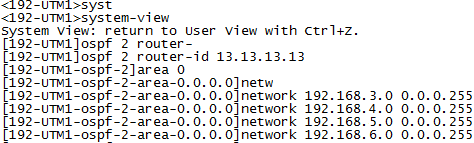 <192-UTM1>syst
<192-UTM1>system-view
System View: return to User View with Ctrl+Z.
[192-UTM1]ospf 2 router-
[192-UTM1]ospf 2 router-id 13.13.13.13
[192-UTM1-ospf-2]area 0
[192-UTM1-ospf-2-area-0.0.0.0]netw
[192-UTM1-ospf-2-area-0.0.0.0]network 192.168.3.0 0.0.0.255
[192-UTM1-ospf-2-area-0.0.0.0]network 192.168.4.0 0.0.0.255
[192-UTM1-ospf-2-area-0.0.0.0]network 192.168.5.0 0.0.0.255
[192-UTM1-ospf-2-area-0.0.0.0]network 192.168.6.0 0.0.0.255